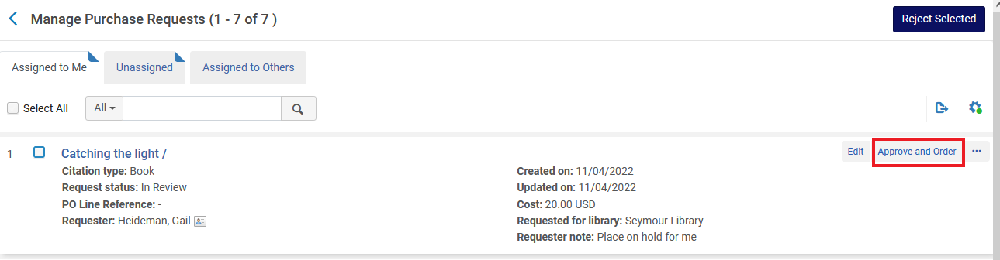 Manage Purchase Requests (1 - 7 of 7 )
Reject Selected
Assigned to Me
Unassigned
Assigned to Others
Select All
All
1
Catching the light /
Edit
Approve and Order
Citation type: Book
Request status: In Review
PO Line Reference: -
Requester: Heideman, Gail
Created on: 11/04/2022
Updated on: 11/04/2022
Cost: 20.00 USD
Requested for library: Seymour Library
Requester note: Place on hold for me